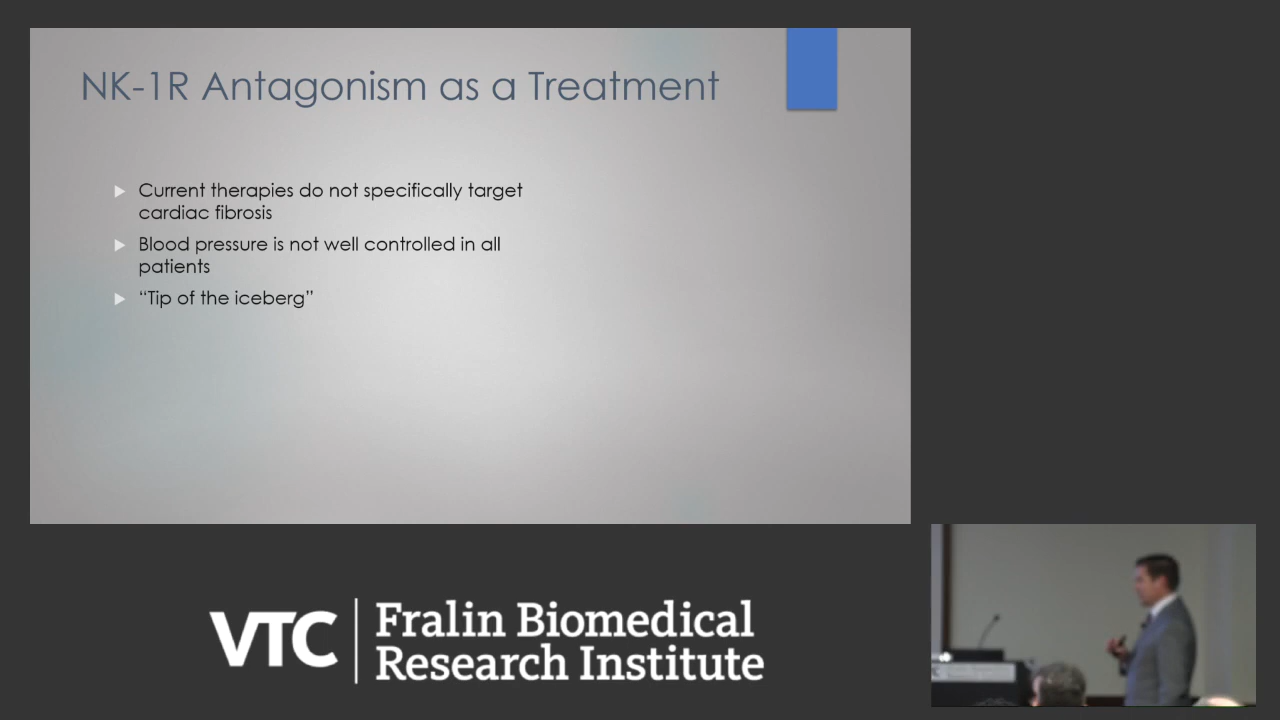 NK-1R Antagonism as a Treatment
Current therapies do not specifically target
cardiac fibrosis
Blood pressure is not well controlled in all
patients
“Tip of the iceberg”
VTC
Fralin Biomedical
Research Institute